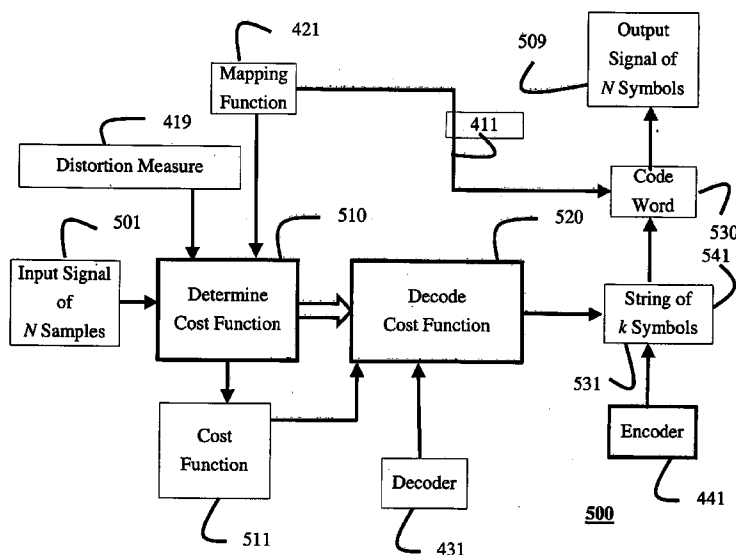 421
Mapping
Function
509
Output
Signal of
N Symbols
419
Distortion Measure
411
Code
Word
530
501
510
520
541
Input Signal
of
N Samples
Determine
Cost Function
Decode
Cost Function
String of
k Symbols
531
Cost
Function
Decoder
Encoder
511
431
500
441